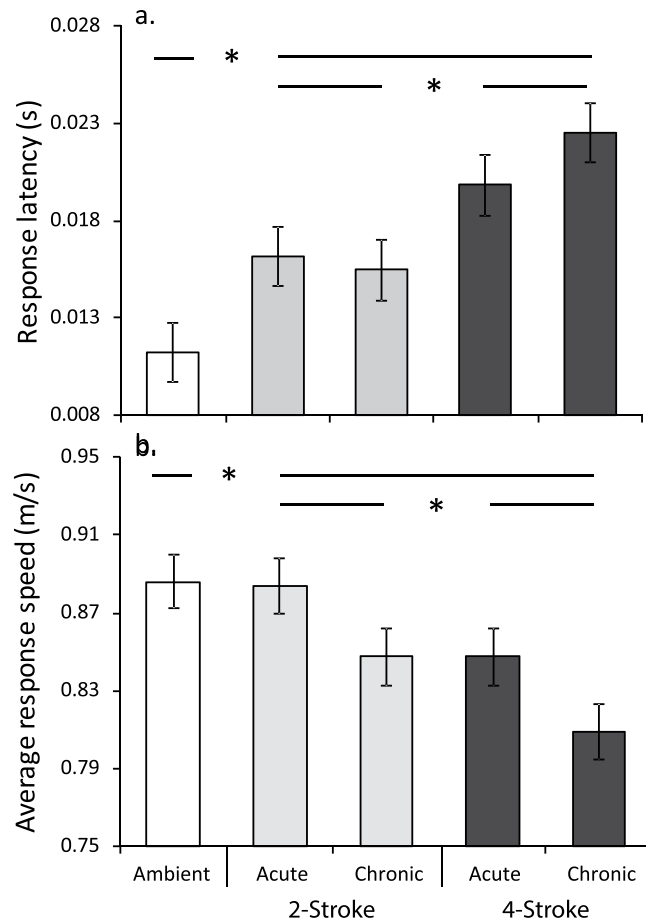 a.
0.028
*
*
0.023
0.018
0.013
0.008
Response latency (s)
b.
0.95
*
*
0.91
0.87
0.83
0.79
0.75
Average response speed (m/s)
Ambient Acute Chronic Acute Chronic
2-Stroke 4-Stroke